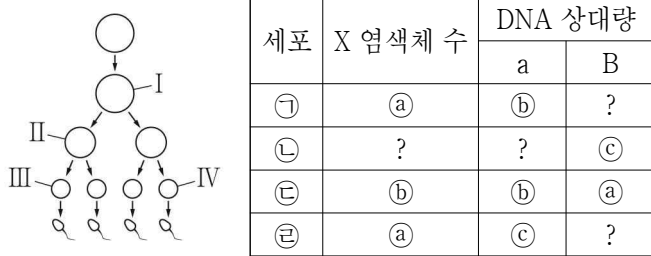 I
II
III
IV
세포 X 염색체 수 DNA 상대량
a B
㉠ ⓐ ⓑ ?
㉡ ? ? ⓒ
㉢ ⓑ ⓑ ⓐ
㉣ ⓐ ⓒ ?